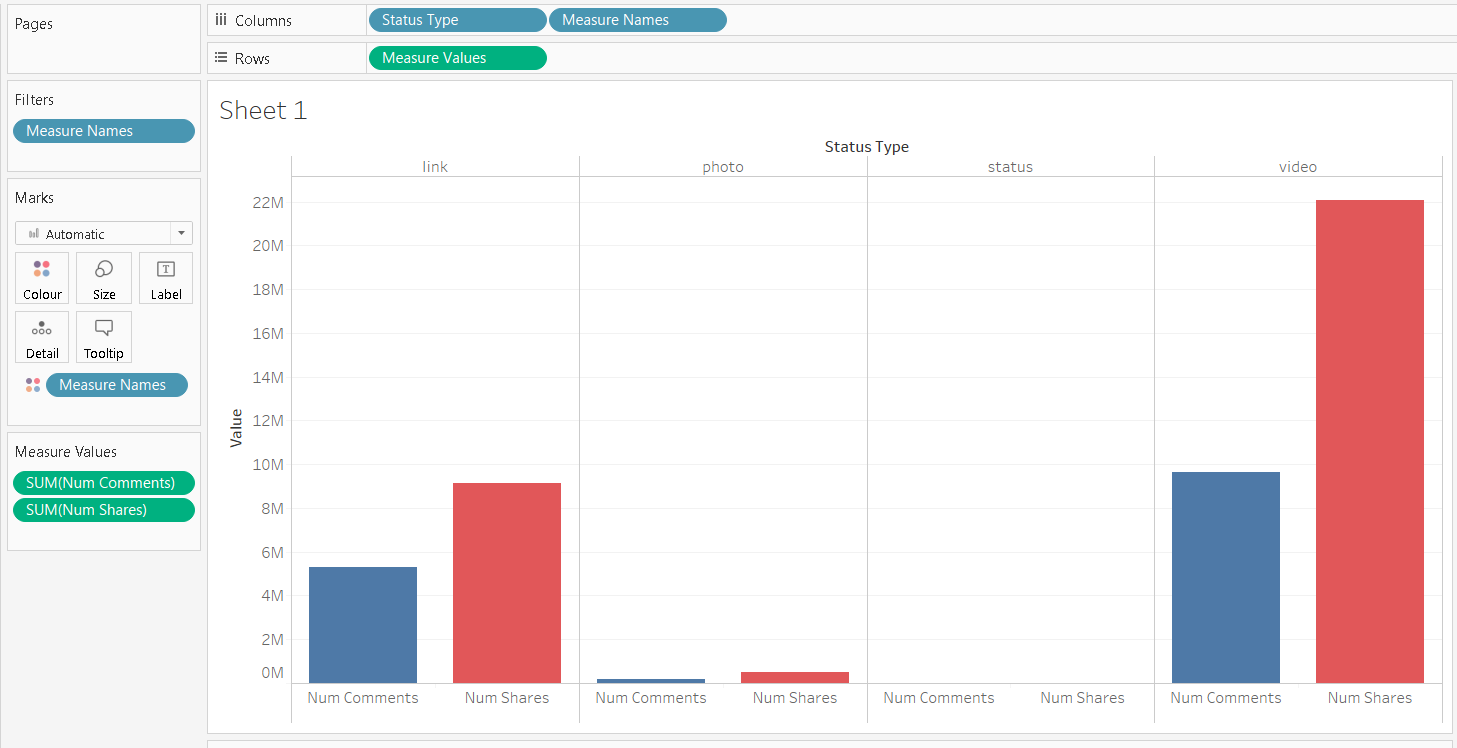 Pages
Columns
Status Type
Measure Names
Rows
Measure Values
Filters
Measure Names
Marks
Automatic
Colour
Size
Label
Detail
Tooltip
Measure Names
Measure Values
SUM(Num Comments)
SUM(Num Shares)
Sheet 1
Status Type
link
photo
status
video
Value
22M
20M
18M
16M
14M
12M
10M
8M
6M
4M
2M
0M
Num Comments
Num Shares
Num Comments
Num Shares
Num Comments
Num Shares
Num Comments
Num Shares